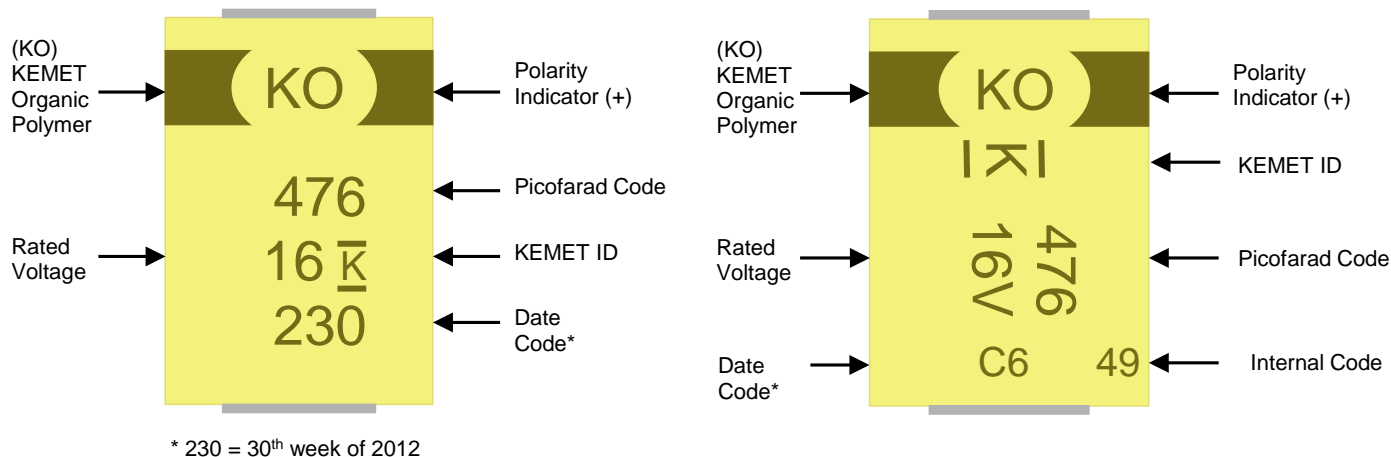 (KO)
KEMET
Organic
Polymer
KO
Polarity
Indicator (+)
476
Picofarad Code
Rated
Voltage
16 K
KEMET ID
230
Date
Code*
* 230 = 30th week of 2012
(KO)
KEMET
Organic
Polymer
KO
Polarity
Indicator (+)
K
KEMET ID
Rated
Voltage
476
16V
Picofarad Code
Date
Code*
C6 49
Internal Code